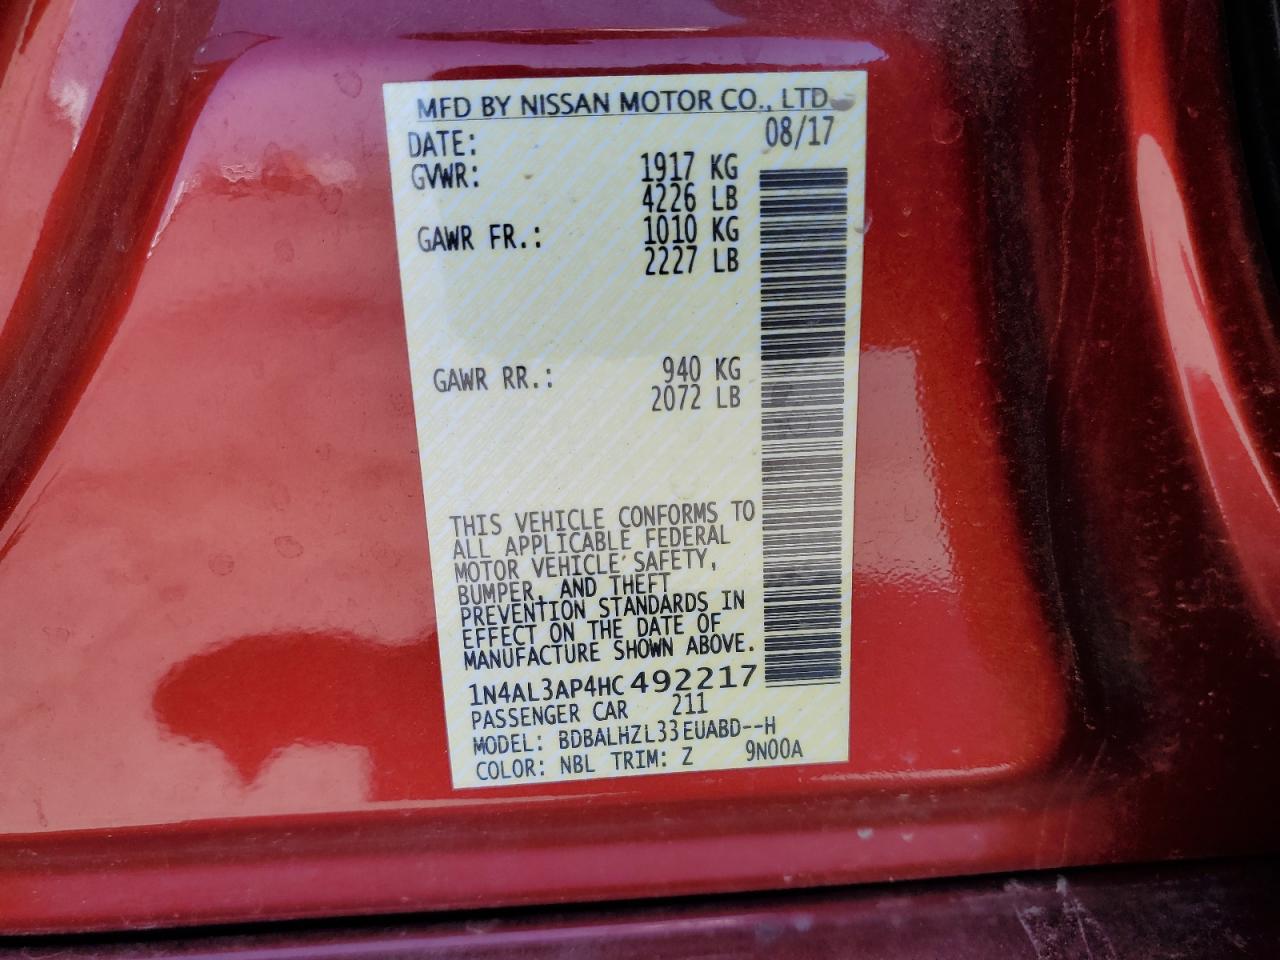 MFD BY NISSAN MOTOR CO., LTD.
DATE: 08/17
GVWR: 1917 KG
4226 LB
GAWR FR.: 1010 KG
2227 LB
GAWR RR.: 940 KG
2072 LB
THIS VEHICLE CONFORMS TO
ALL APPLICABLE FEDERAL
MOTOR VEHICLE SAFETY,
BUMPER, AND THEFT
PREVENTION STANDARDS IN
EFFECT ON THE DATE OF
MANUFACTURE SHOWN ABOVE.
1N4AL3AP4HC492217
PASSENGER CAR 211
MODEL: BDBALHZL33EUABD--H
COLOR: NBL TRIM: Z 9N00A